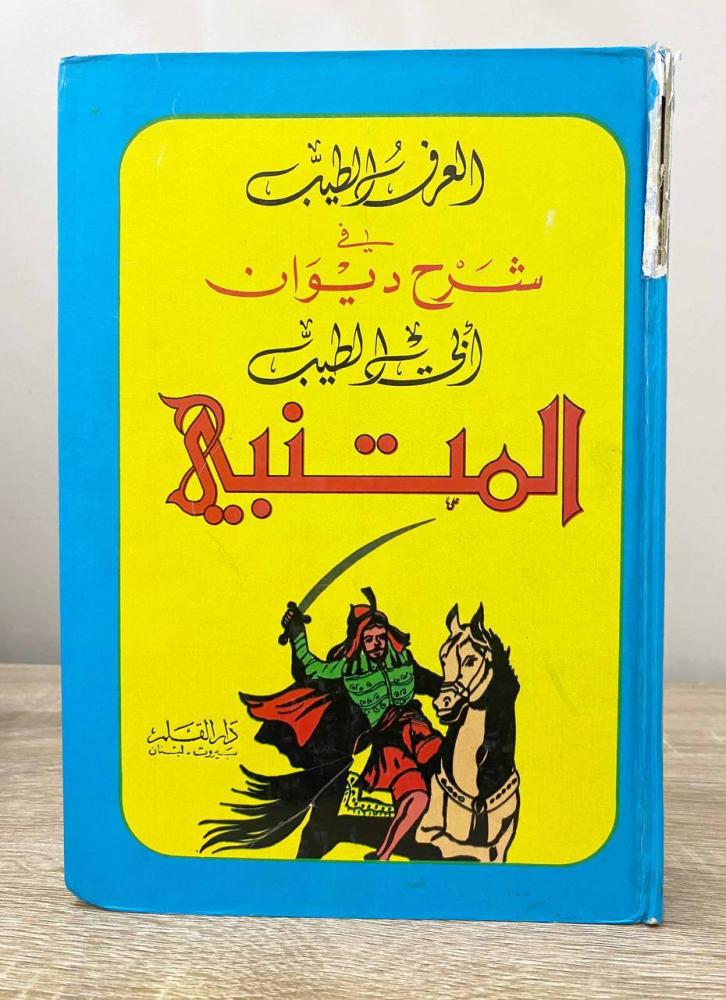 العرف الطيب
في
شرح ديوان
أبي الطيب
المتنبي
دار القلم
بيروت - لبنان